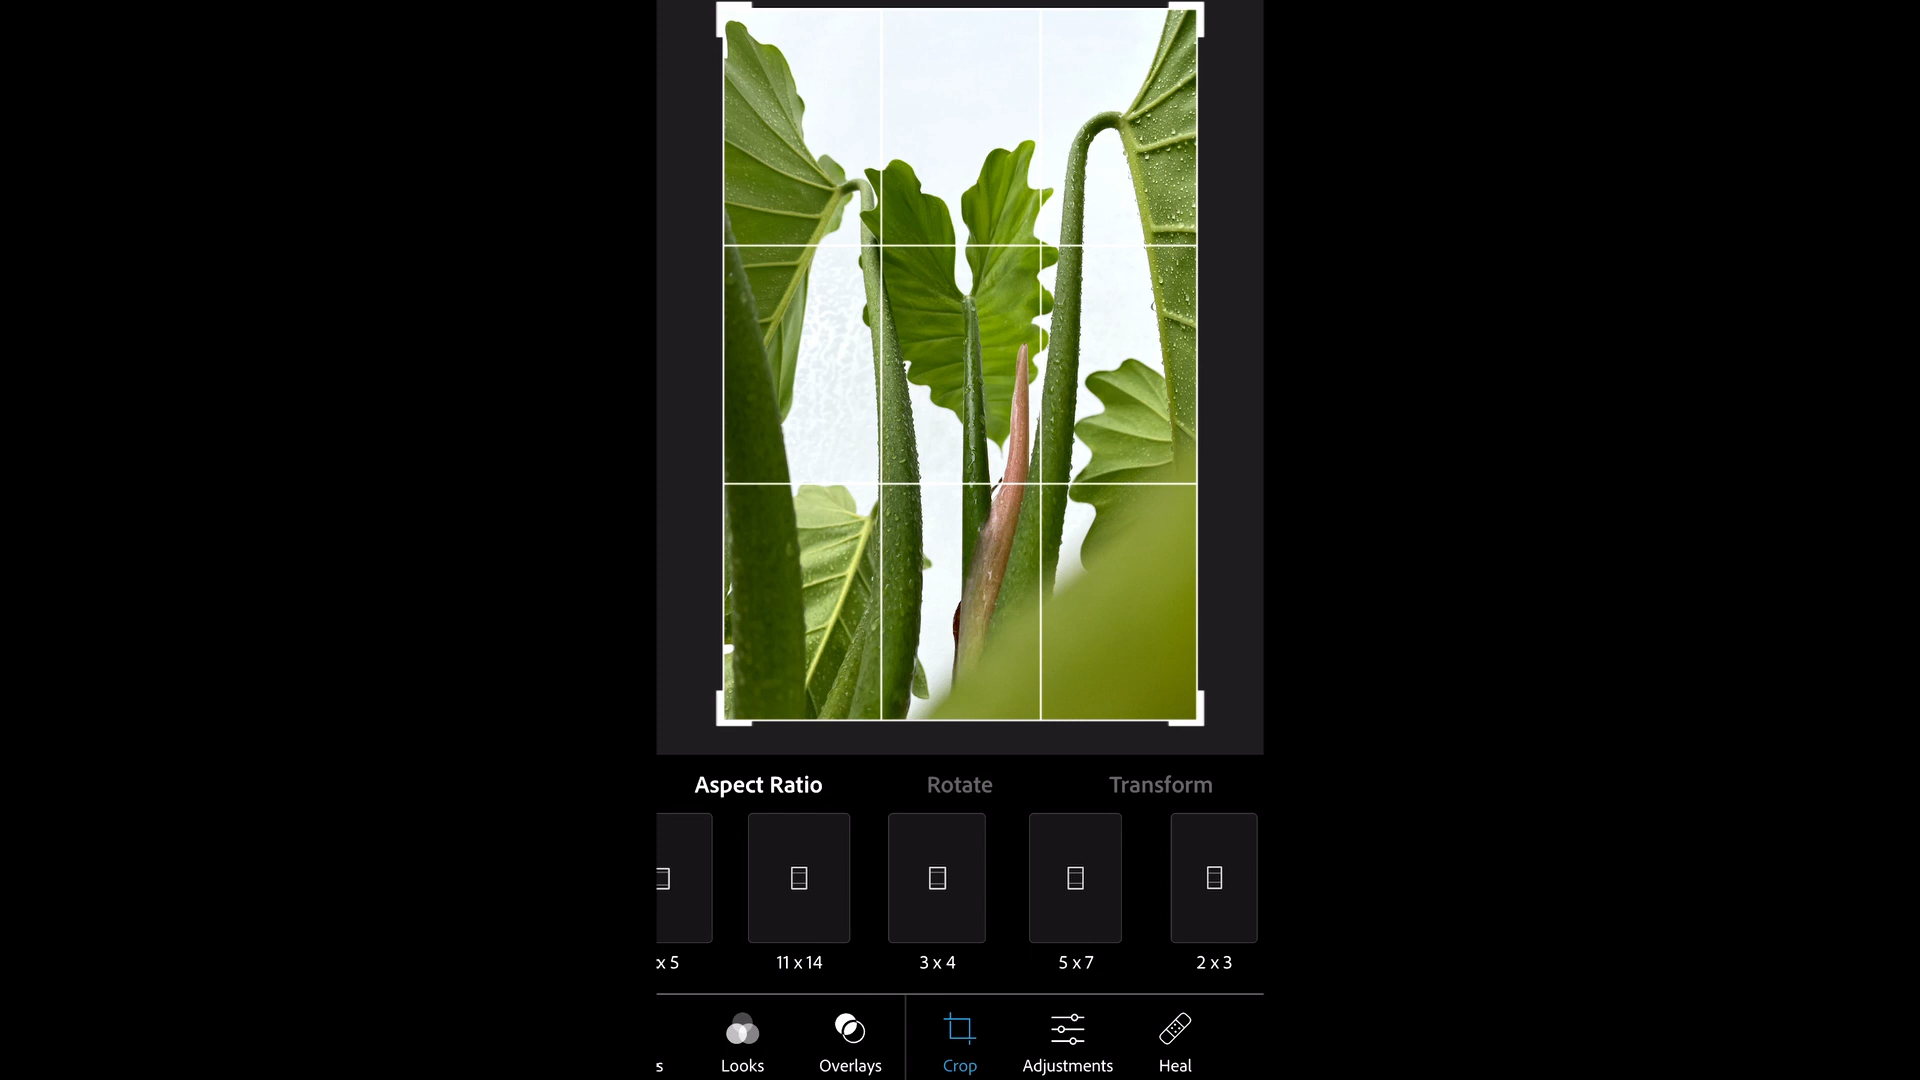 Aspect Ratio Rotate Transform
x 5 11 x 14 3 x 4 5 x 7 2 x 3
s Looks Overlays Crop Adjustments Heal